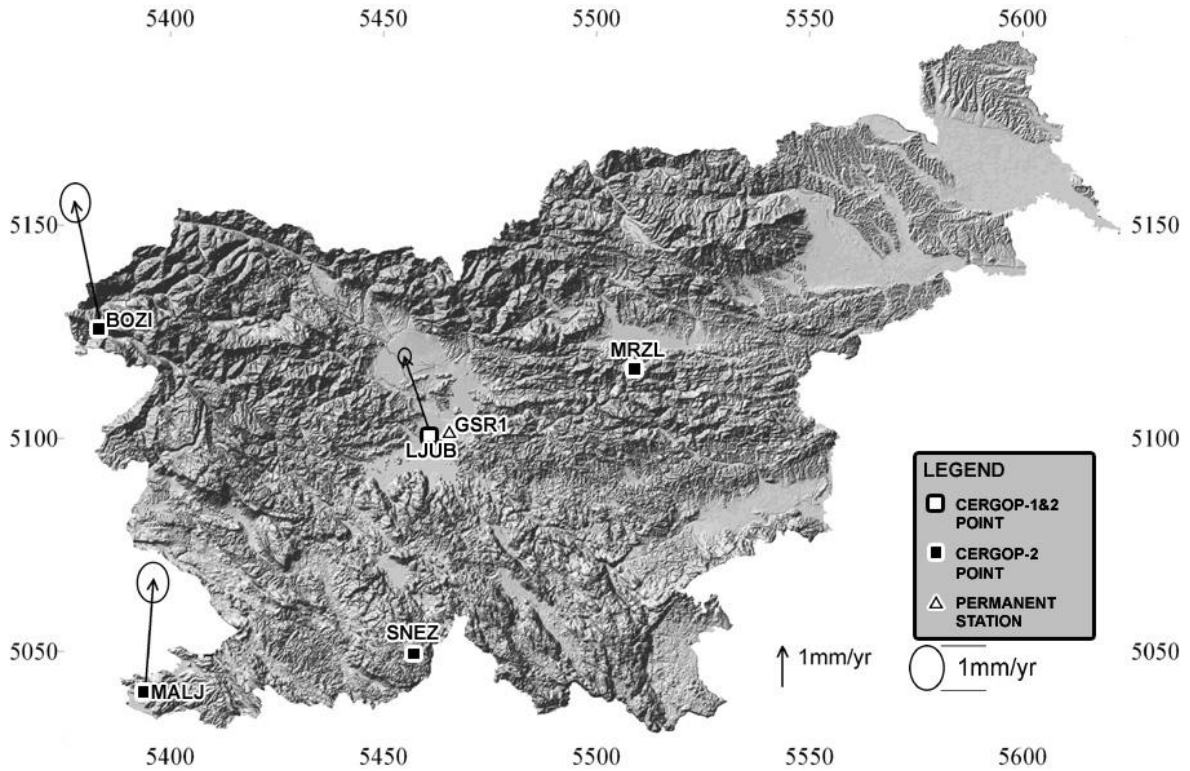 5400 5450 5500 5550 5600
5150 5150
BOZI
MRZL
GSR1
5100 LJUB 5100
LEGEND
CERGOP-1&2
POINT
CERGOP-2
POINT
PERMANENT
STATION
SNEZ
5050 1mm/yr 1mm/yr 5050
MALJ
5400 5450 5500 5550 5600